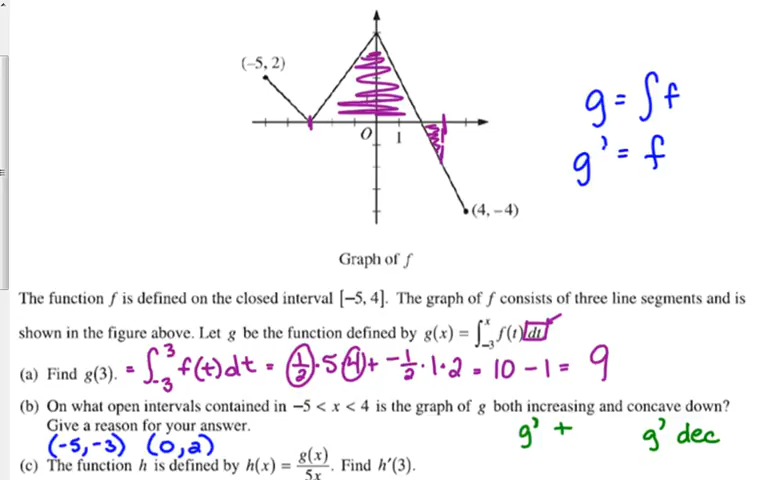 (−5, 2)
g = ∫f
g' = f
O
1
(4, −4)
Graph of f
The function f is defined on the closed interval [−5, 4]. The graph of f consists of three line segments and is
shown in the figure above. Let g be the function defined by g(x) = ∫_{-3}^{x} f(t) dt
(a) Find g(3). = ∫_{-3}^{3} f(t) dt = (1/2) · 5 (4) + −1/2 · 1 · 2 = 10 − 1 = 9
(b) On what open intervals contained in −5 < x < 4 is the graph of g both increasing and concave down?
Give a reason for your answer.
g' + g' dec
(−5, −3) (0, 2)
(c) The function h is defined by h(x) = g(x)/5x. Find h′(3).